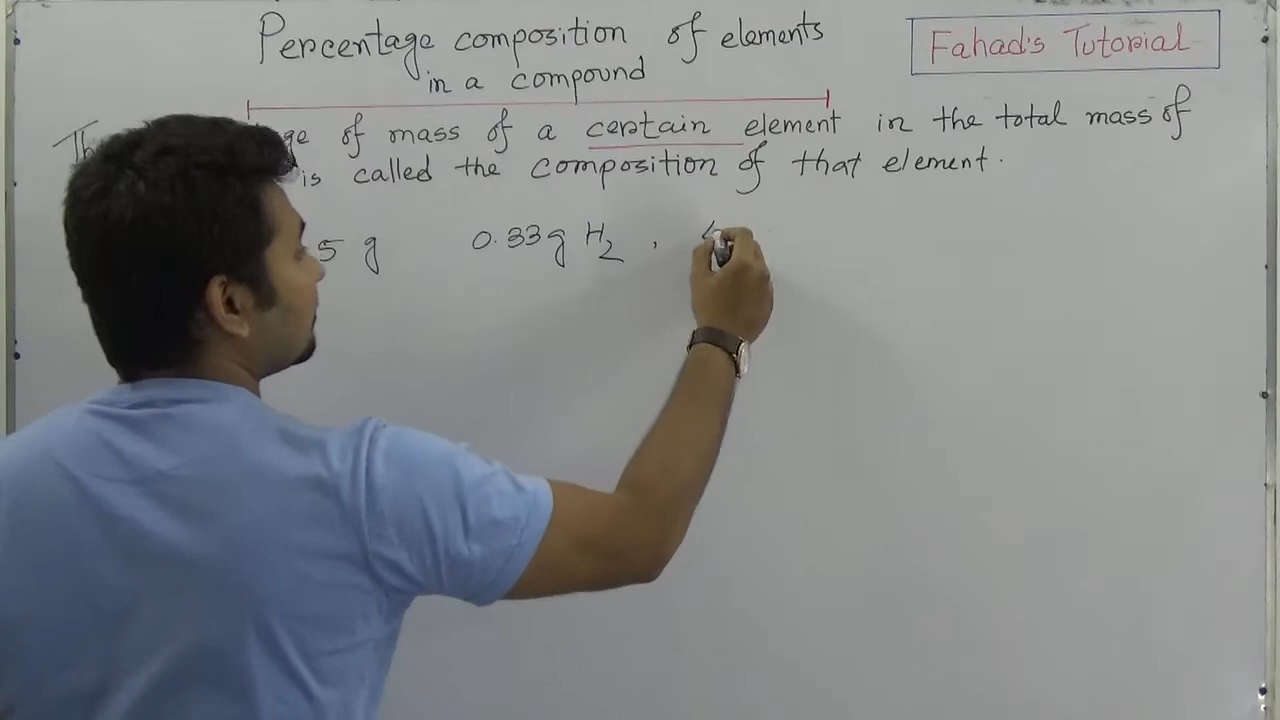 Percentage composition of elements
in a compound
Fahad's Tutorial
of mass of a certain element in the total mass of
is called the composition of that element.
5 g 0.33g H2 ,